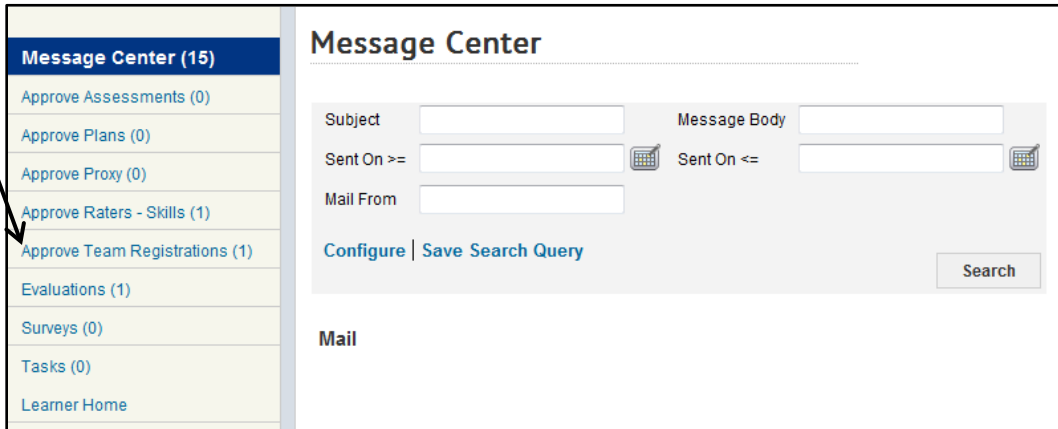 Message Center (15)
Approve Assessments (0)
Approve Plans (0)
Approve Proxy (0)
Approve Raters - Skills (1)
Approve Team Registrations (1)
Evaluations (1)
Surveys (0)
Tasks (0)
Learner Home
Message Center
Subject
Message Body
Sent On >=
Sent On <=
Mail From
Configure | Save Search Query
Search
Mail